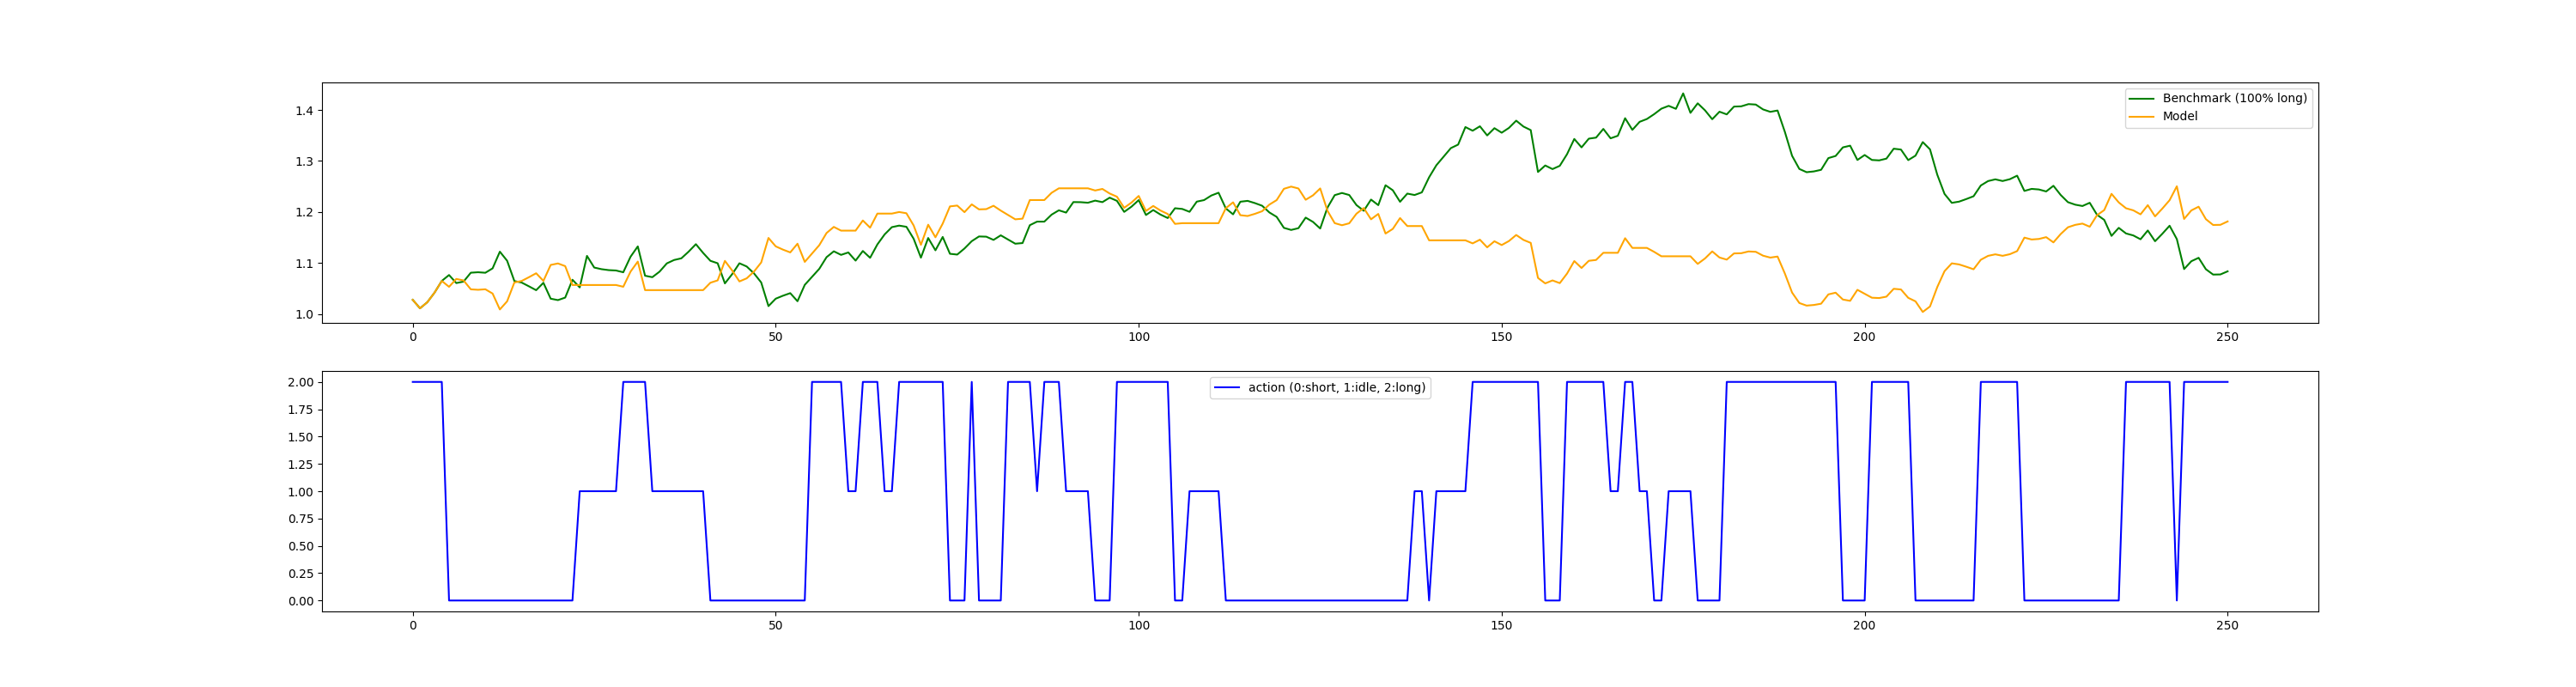 Benchmark (100% long)
Model
1.4
1.3
1.2
1.1
1.0
0 50 100 150 200 250
action (0:short, 1:idle, 2:long)
2.00
1.75
1.50
1.25
1.00
0.75
0.50
0.25
0.00
0 50 100 150 200 250